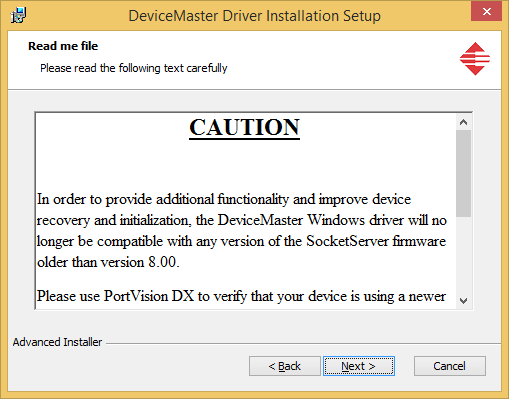 DeviceMaster Driver Installation Setup
Read me file
Please read the following text carefully
CAUTION
In order to provide additional functionality and improve device
recovery and initialization, the DeviceMaster Windows driver will no
longer be compatible with any version of the SocketServer firmware
older than version 8.00.
Please use PortVision DX to verify that your device is using a newer
Advanced Installer
< Back
Next >
Cancel